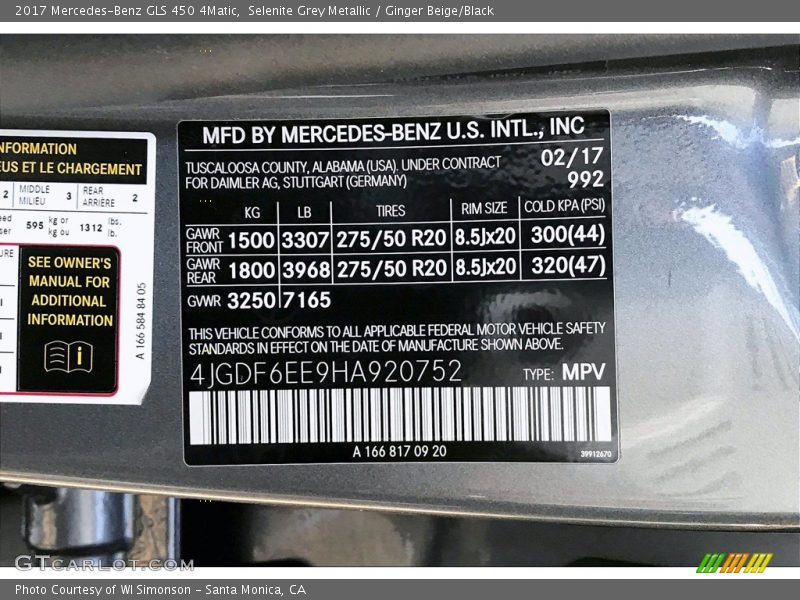 2017 Mercedes-Benz GLS 450 4Matic, Selenite Grey Metallic / Ginger Beige/Black
NFORMATION
EUS ET LE CHARGEMENT
2 MIDDLE MILIEU 3 REAR ARRIÈRE 2
595 kg or kg ou 1312 lbs. lb.
SEE OWNER'S
MANUAL FOR
ADDITIONAL
INFORMATION
A 166 584 84 05
MFD BY MERCEDES-BENZ U.S. INTL., INC
TUSCALOOSA COUNTY, ALABAMA (USA). UNDER CONTRACT 02/17
FOR DAIMLER AG, STUTTGART (GERMANY) 992
KG LB TIRES RIM SIZE COLD KPA(PSI)
GAWR FRONT 1500 3307 275/50 R20 8.5Jx20 300(44)
GAWR REAR 1800 3968 275/50 R20 8.5Jx20 320(47)
GVWR 3250 7165
THIS VEHICLE CONFORMS TO ALL APPLICABLE FEDERAL MOTOR VEHICLE SAFETY
STANDARDS IN EFFECT ON THE DATE OF MANUFACTURE SHOWN ABOVE.
4JGDF6EE9HA920752 TYPE: MPV
A 166 817 09 20
39912670
GTCarLot.com
Photo Courtesy of WI Simonson - Santa Monica, CA